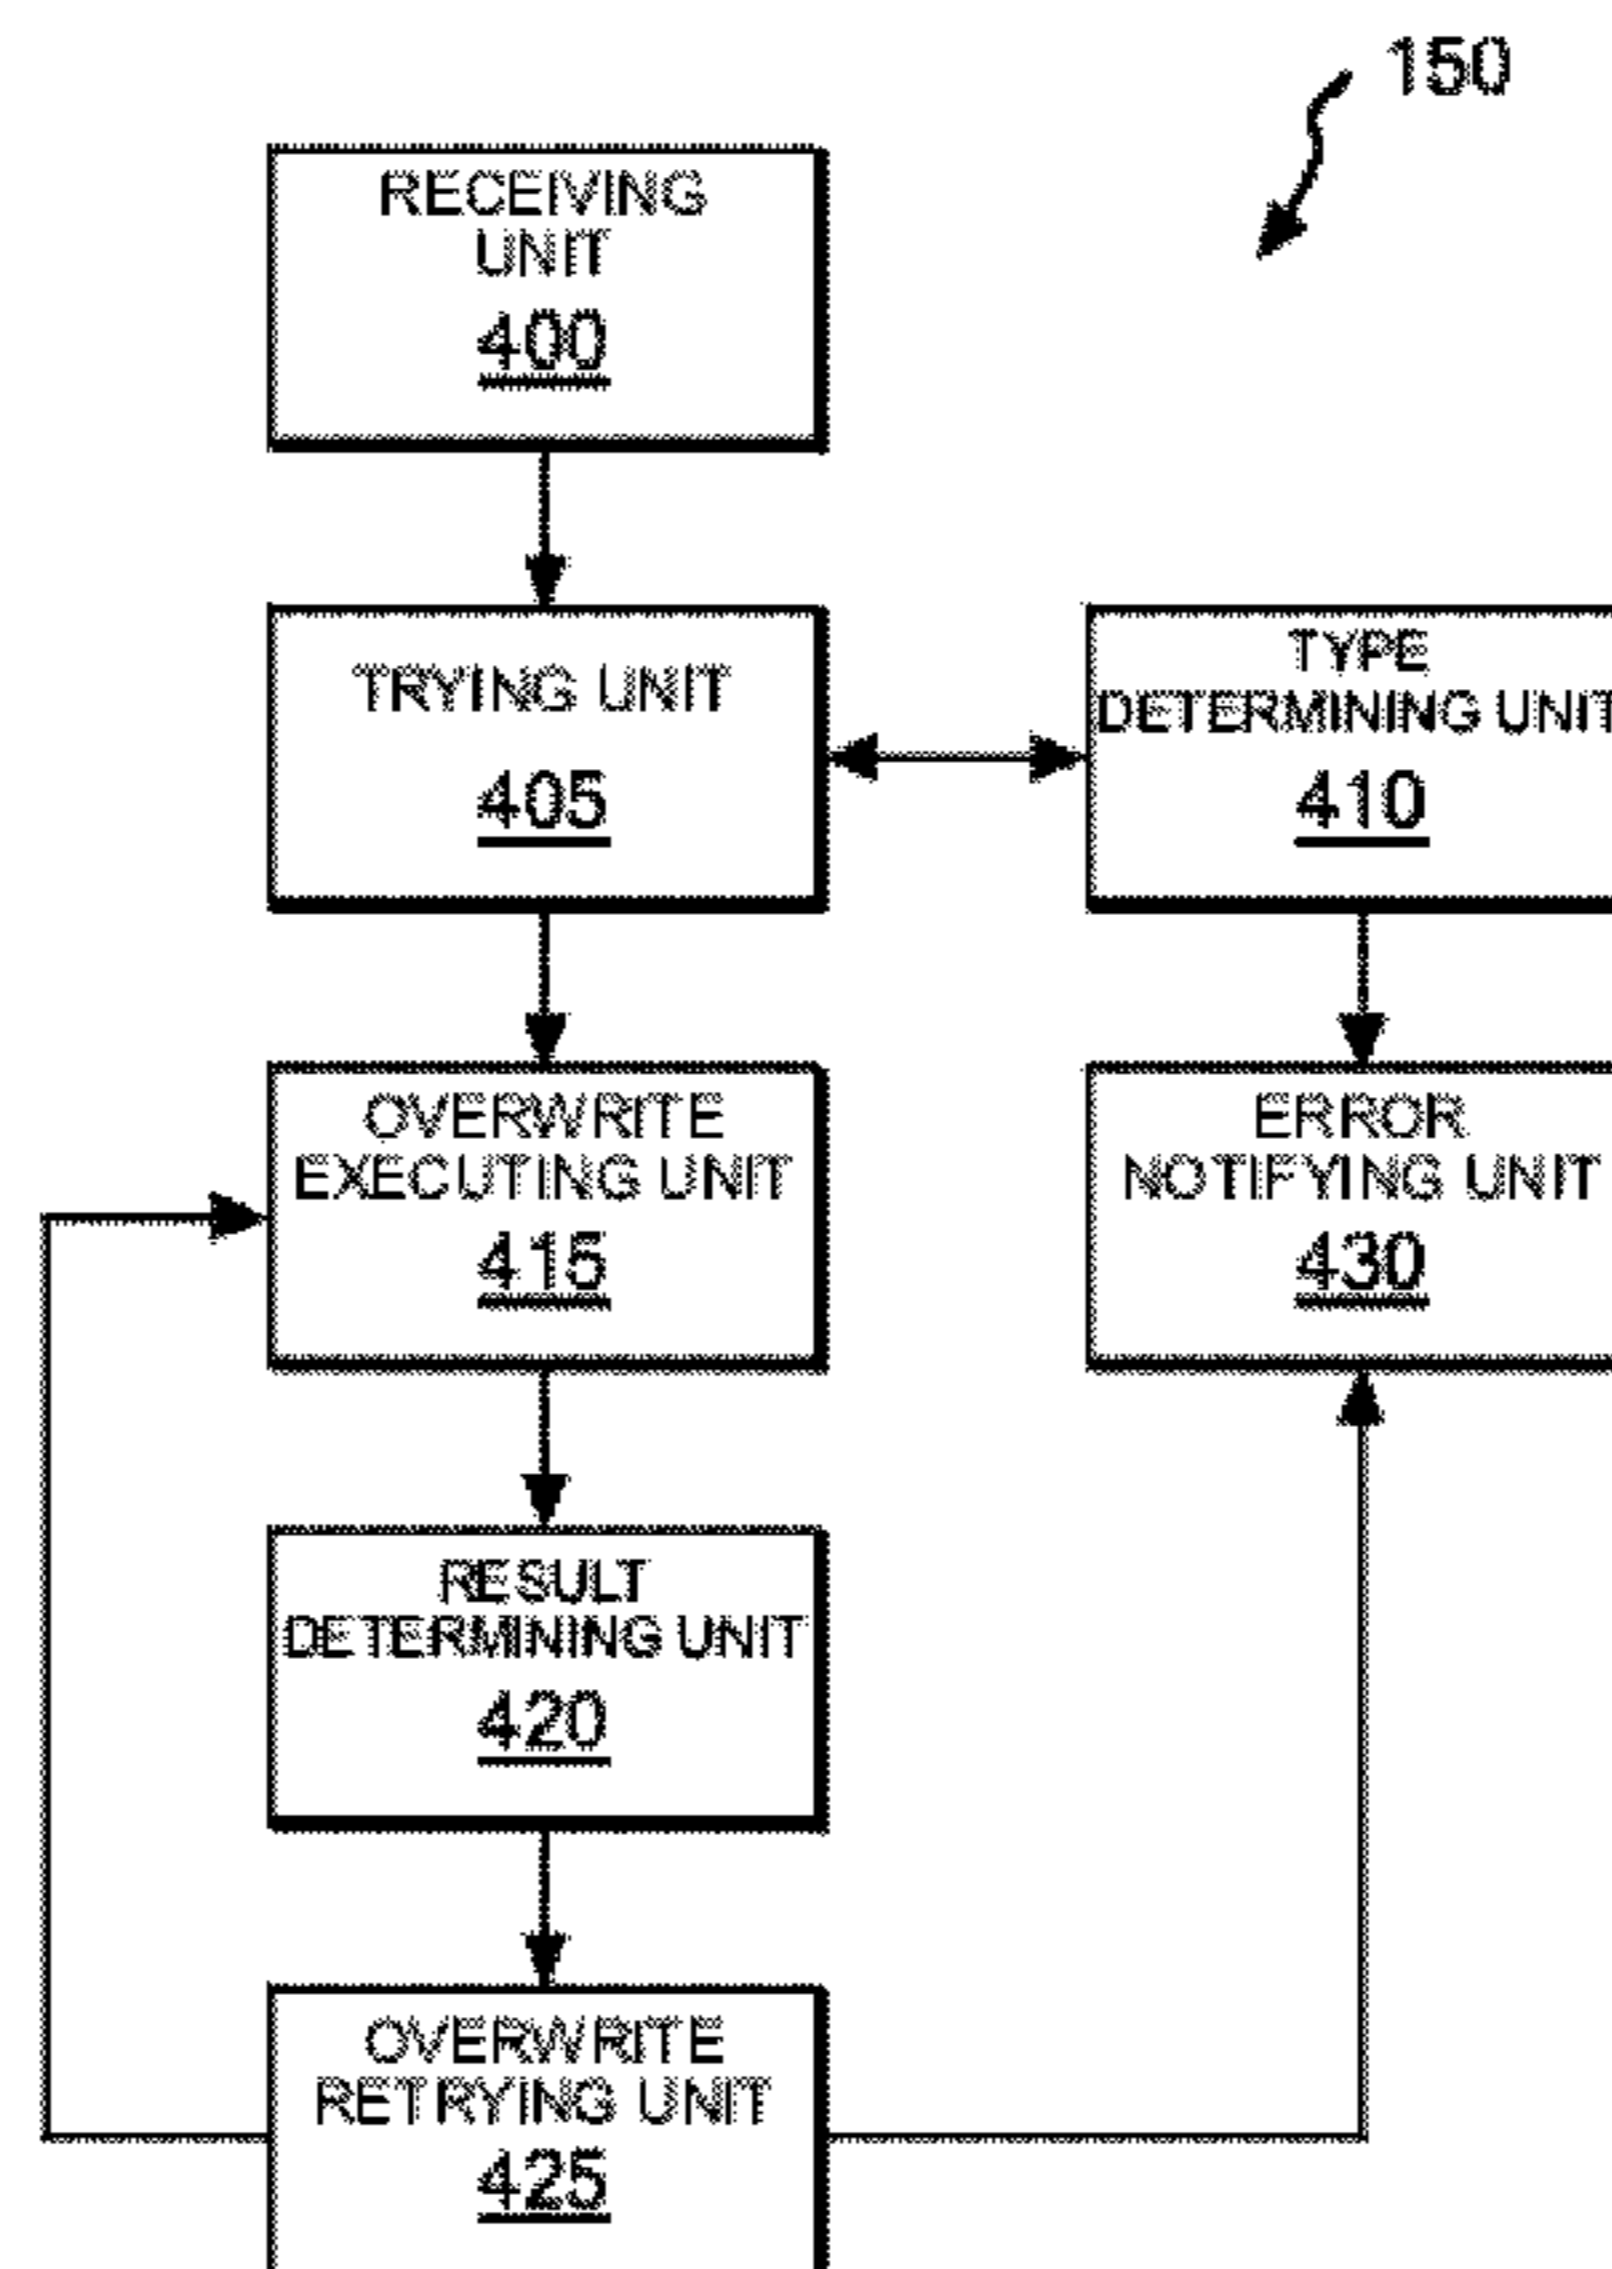 150
RECEIVING
UNIT
400
TRYING UNIT
405
TYPE
DETERMINING UNIT
410
OVERWRITE
EXECUTING UNIT
415
ERROR
NOTIFYING UNIT
430
RESULT
DETERMINING UNIT
420
OVERWRITE
RETRYING UNIT
425